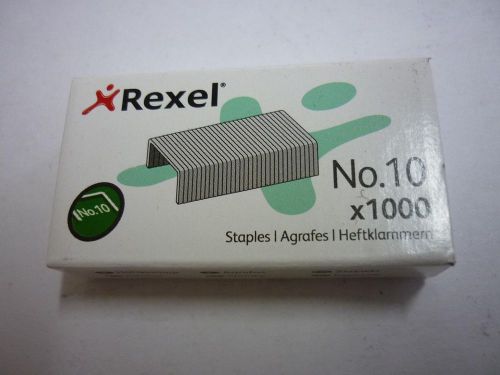 Rexel®
No.10
No.10
x1000
Staples | Agrafes | Heftklammern